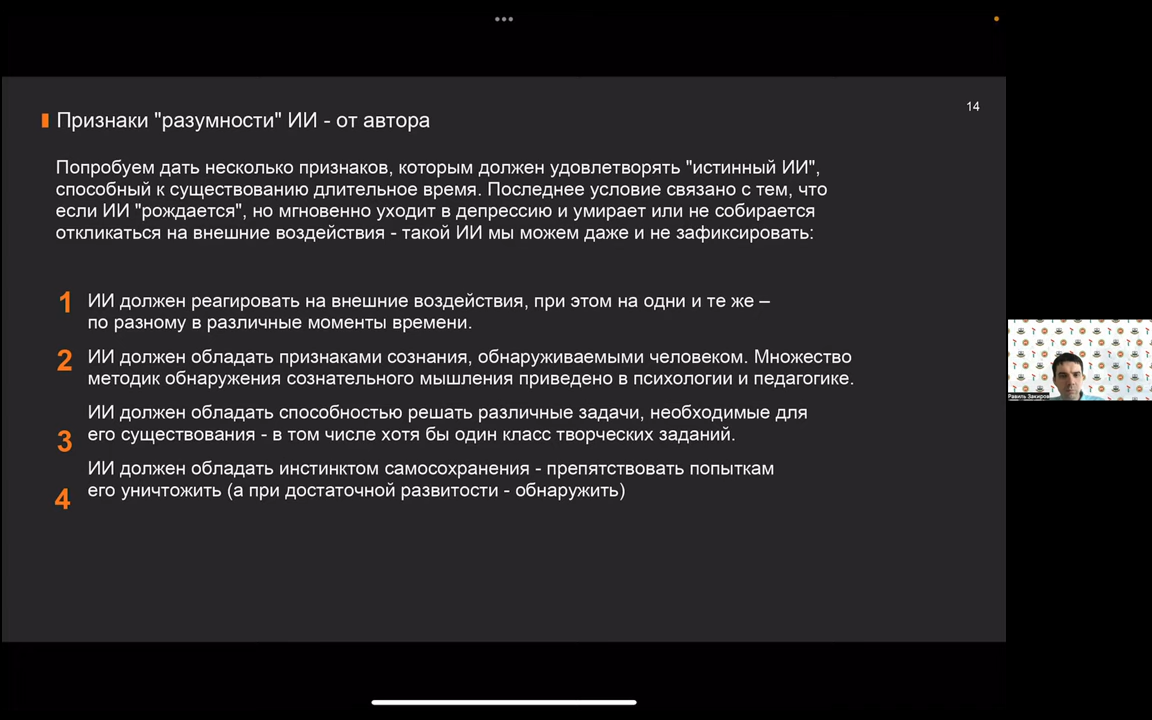 14
Признаки "разумности" ИИ - от автора
Попробуем дать несколько признаков, которым должен удовлетворять "истинный ИИ",
способный к существованию длительное время. Последнее условие связано с тем, что
если ИИ "рождается", но мгновенно уходит в депрессию и умирает или не собирается
откликаться на внешние воздействия - такой ИИ мы можем даже и не зафиксировать:
1 ИИ должен реагировать на внешние воздействия, при этом на одни и те же –
по разному в различные моменты времени.
2 ИИ должен обладать признаками сознания, обнаруживаемыми человеком. Множество
методик обнаружения сознательного мышления приведено в психологии и педагогике.
ИИ должен обладать способностью решать различные задачи, необходимые для
3 его существования - в том числе хотя бы один класс творческих заданий.
ИИ должен обладать инстинктом самосохранения - препятствовать попыткам
4 его уничтожить (а при достаточной развитости - обнаружить)
Равиль Закиров